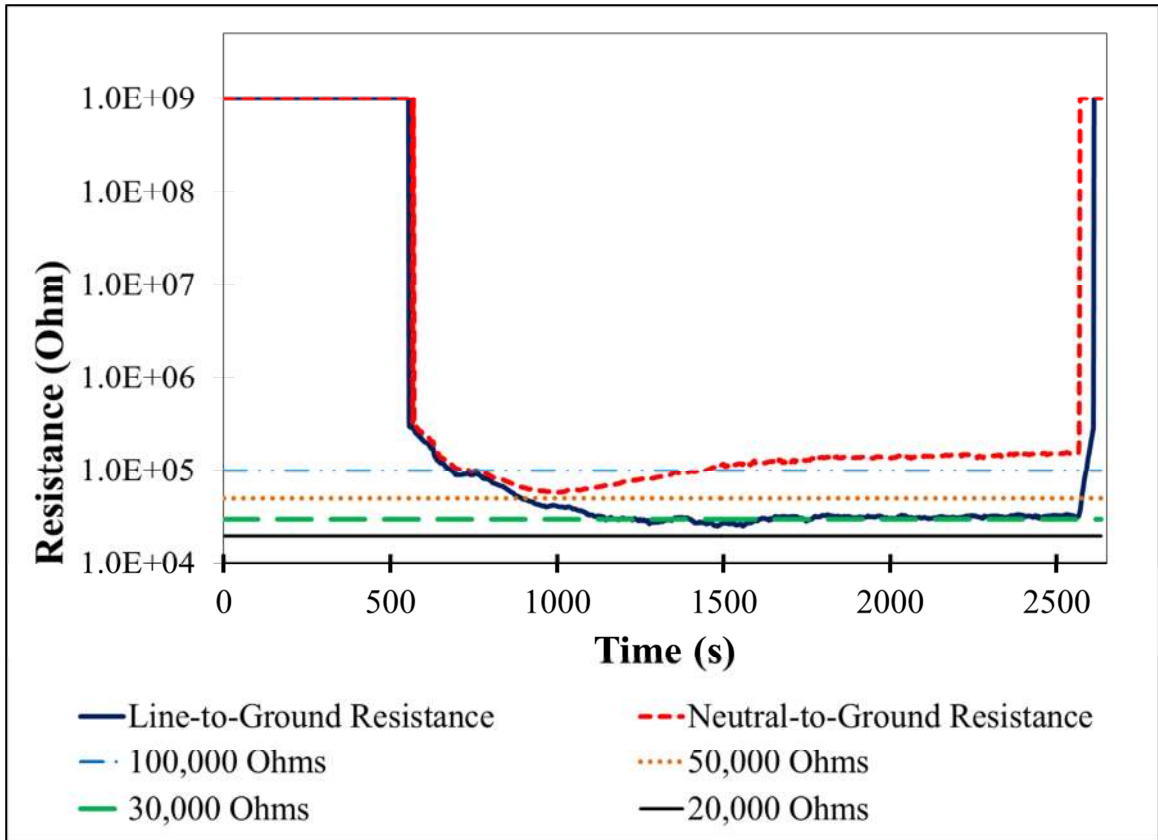 1.0E+09
1.0E+08
1.0E+07
1.0E+06
1.0E+05
1.0E+04
Resistance (Ohm)
0 500 1000 1500 2000 2500
Time (s)
Line-to-Ground Resistance Neutral-to-Ground Resistance
100,000 Ohms 50,000 Ohms
30,000 Ohms 20,000 Ohms